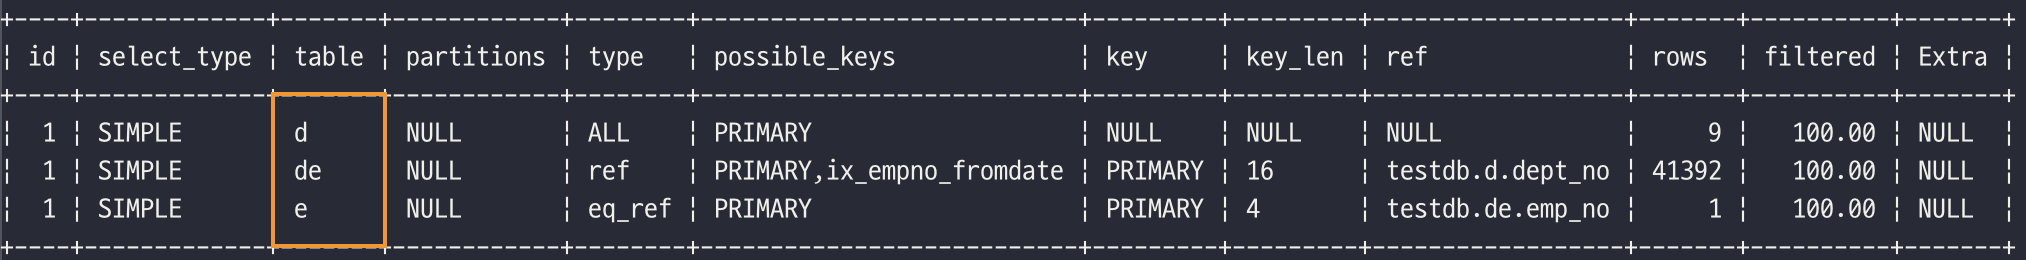 +----+-------------+-------+------------+--------+---------------------------+---------+---------+-------------------+-------+----------+-------+
| id | select_type | table | partitions | type | possible_keys | key | key_len | ref | rows | filtered | Extra |
+----+-------------+-------+------------+--------+---------------------------+---------+---------+-------------------+-------+----------+-------+
| 1 | SIMPLE | d | NULL | ALL | PRIMARY | NULL | NULL | NULL | 9 | 100.00 | NULL |
| 1 | SIMPLE | de | NULL | ref | PRIMARY,ix_empno_fromdate | PRIMARY | 16 | testdb.d.dept_no | 41392 | 100.00 | NULL |
| 1 | SIMPLE | e | NULL | eq_ref | PRIMARY | PRIMARY | 4 | testdb.de.emp_no | 1 | 100.00 | NULL |
+----+-------------+-------+------------+--------+---------------------------+---------+---------+-------------------+-------+----------+-------+